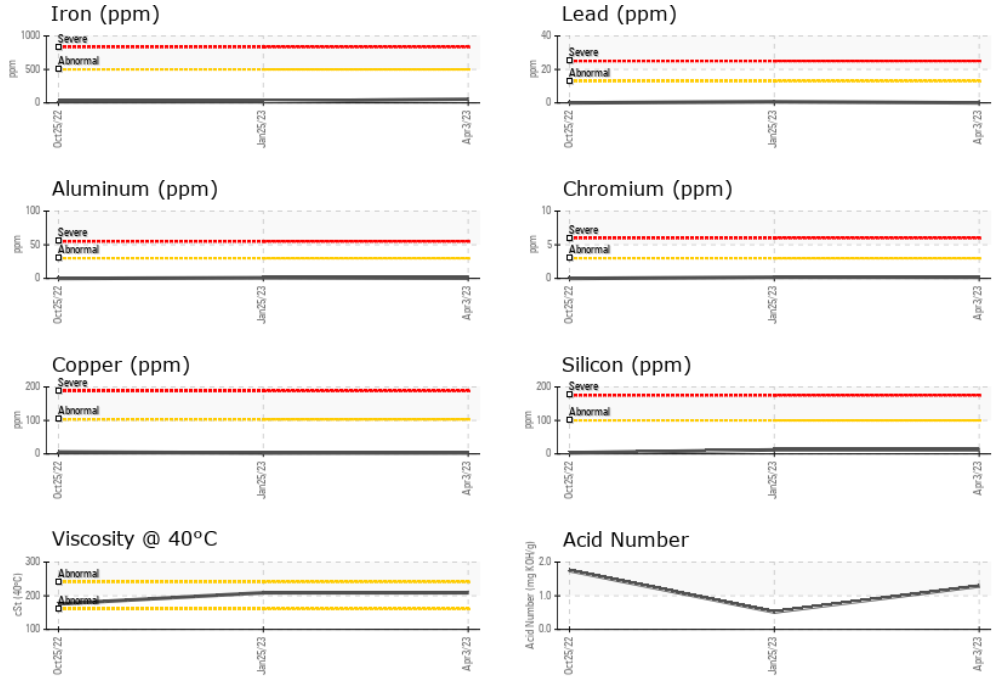 Iron (ppm)
1000
500
0
ppm
Severe
Abnormal
Oct25/22
Jan25/23
Apr3/23
Lead (ppm)
40
20
0
ppm
Severe
Abnormal
Oct25/22
Jan25/23
Apr3/23
Aluminum (ppm)
100
50
0
ppm
Severe
Abnormal
Oct25/22
Jan25/23
Apr3/23
Chromium (ppm)
10
5
0
ppm
Severe
Abnormal
Oct25/22
Jan25/23
Apr3/23
Copper (ppm)
200
100
0
ppm
Severe
Abnormal
Oct25/22
Jan25/23
Apr3/23
Silicon (ppm)
200
100
0
ppm
Severe
Abnormal
Oct25/22
Jan25/23
Apr3/23
Viscosity @ 40°C
300
200
100
cSt (40°C)
Abnormal
Abnormal
Oct25/22
Jan25/23
Apr3/23
Acid Number
2.0
1.0
0.0
Acid Number (mg KOH/g)
Oct25/22
Jan25/23
Apr3/23